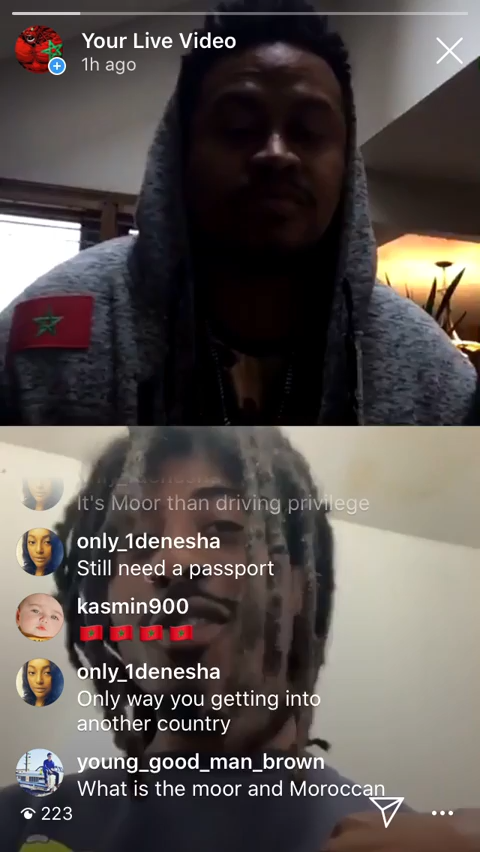 Your Live Video
1h ago
It's Moor than driving privilege
only_1denesha
Still need a passport
kasmin900
🇲🇦 🇲🇦 🇲🇦 🇲🇦
only_1denesha
Only way you getting into
another country
young_good_man_brown
What is the moor and Moroccan
223